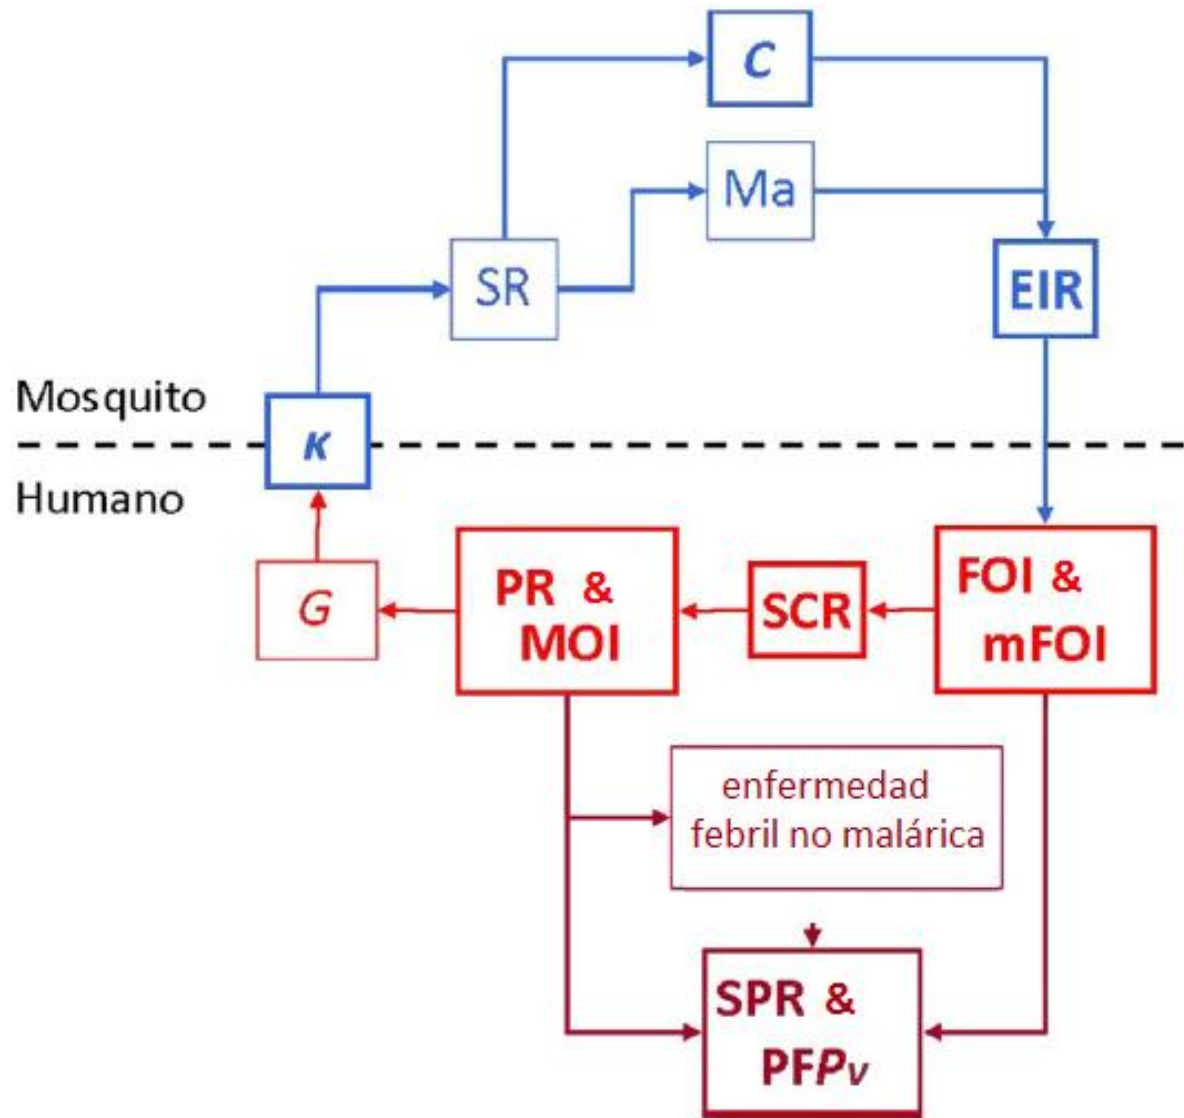 C
Ma
SR
EIR
Mosquito
κ
Humano
G
PR &
MOI
SCR
FOI &
mFOI
enfermedad
febril no malárica
SPR &
PFPv